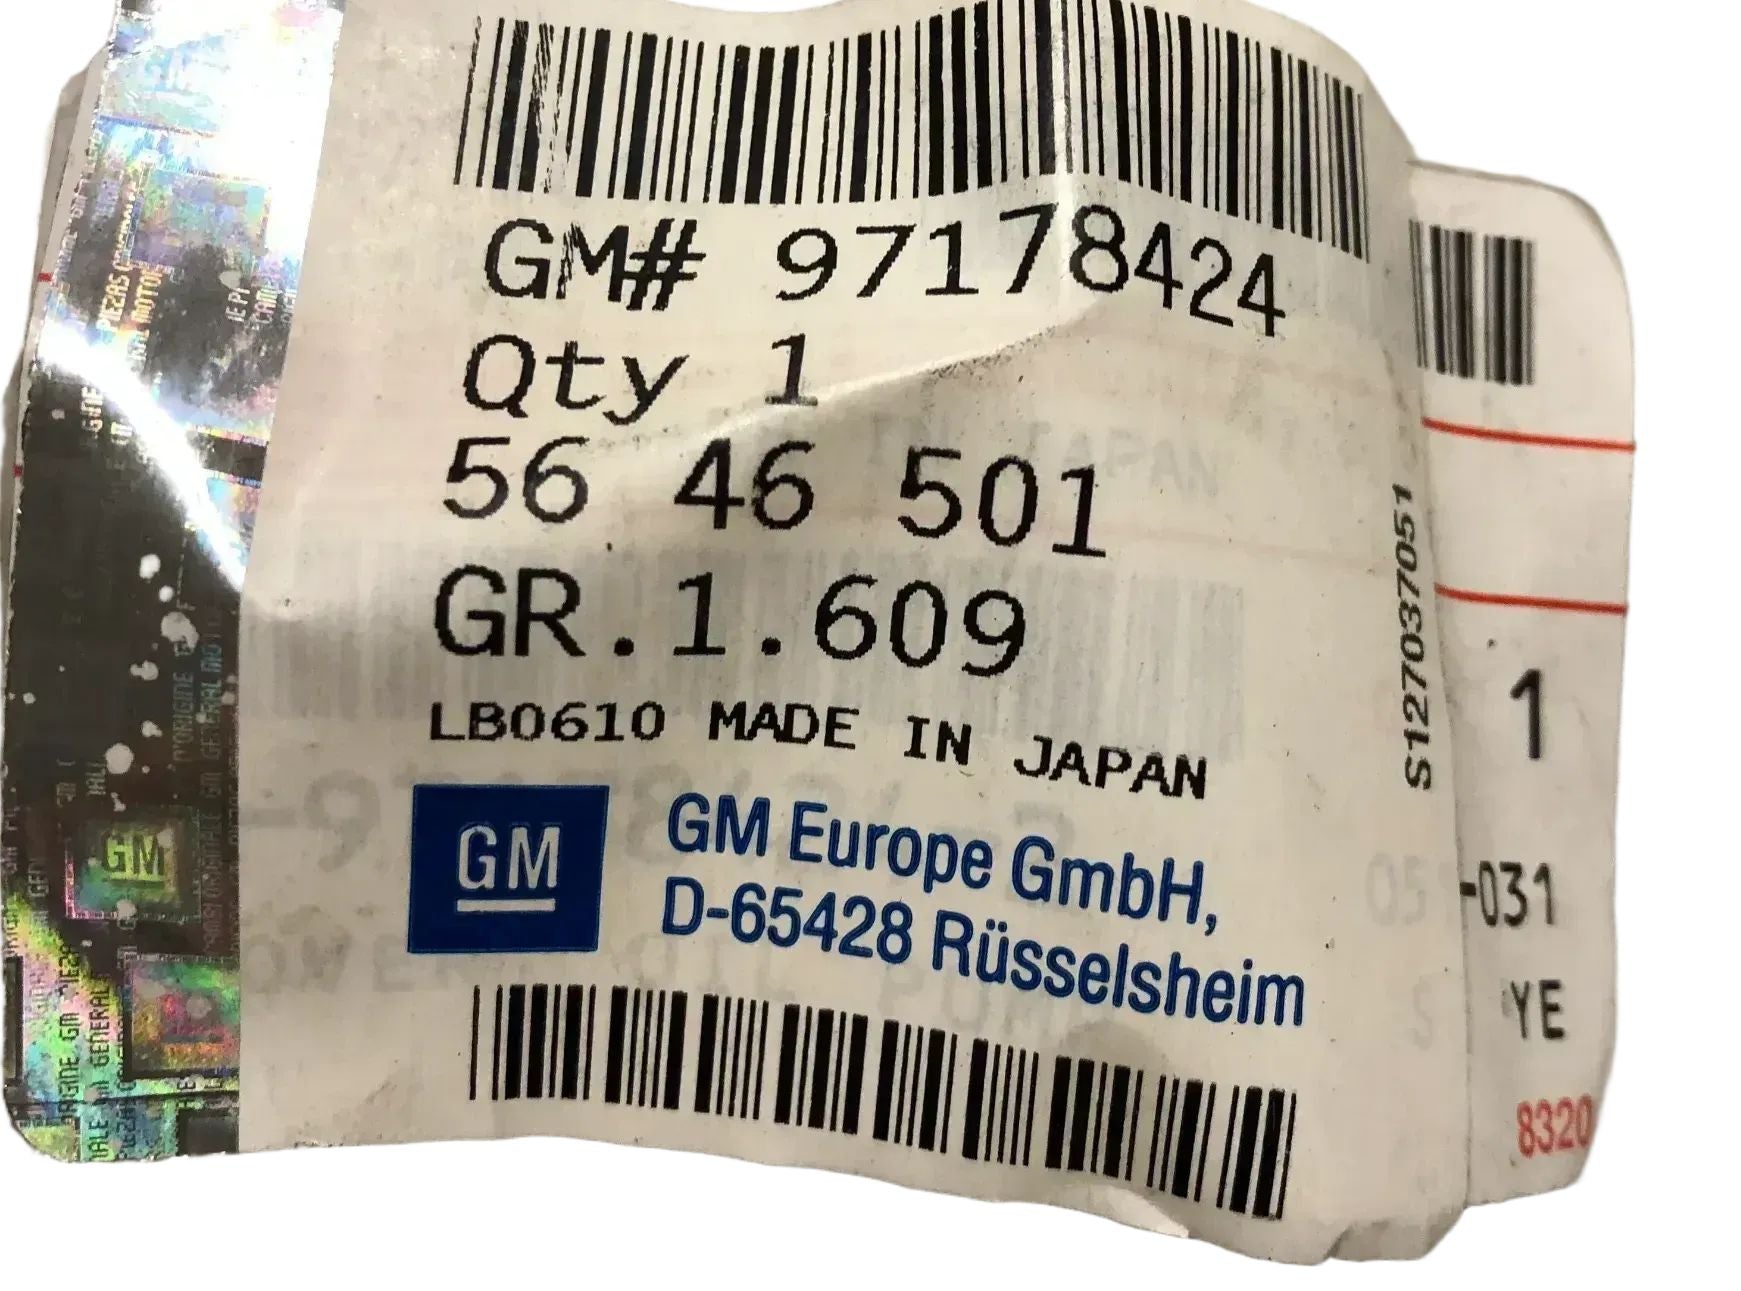 GM# 97178424
Qty 1
56 46 501
GR.1.609
LB0610 MADE IN JAPAN
GM
GM Europe GmbH,
D-65428 Rüsselsheim
S127037051
1
-031
YE
8320
GM